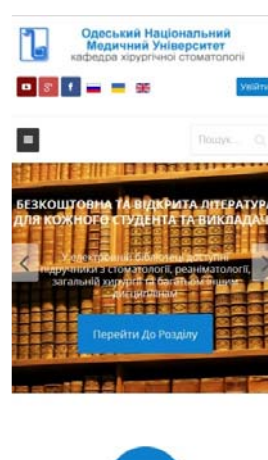 Одеський Національний
Медичний Університет
кафедра хірургічної стоматології
Увійти
Пошук...
БЕЗКОШТОВНА ТА ВІДКРИТА ЛІТЕРАТУРА
ДЛЯ КОЖНОГО СТУДЕНТА ТА ВИКЛАДАЧ
У електронній бібліотеці доступні
підручники з стоматології, реаніматології,
загальній хірургії та багатьом іншим
дисциплінам
Перейти До Розділу